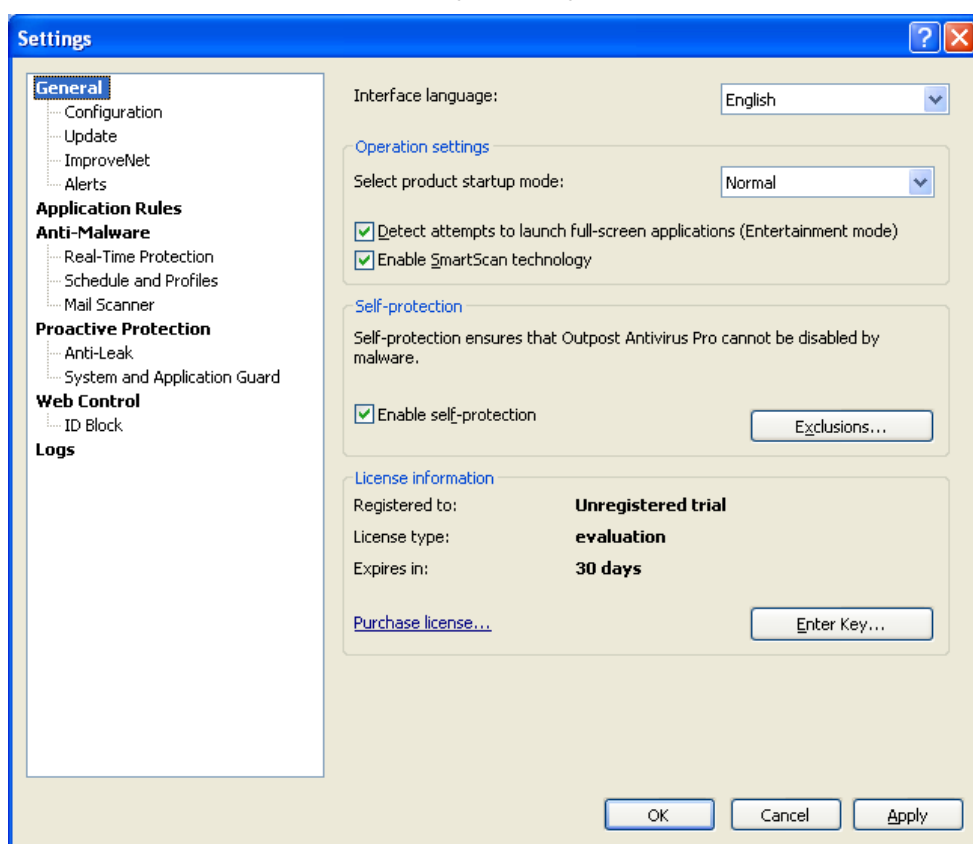 Settings
General
Configuration
Update
ImproveNet
Alerts
Application Rules
Anti-Malware
Real-Time Protection
Schedule and Profiles
Mail Scanner
Proactive Protection
Anti-Leak
System and Application Guard
Web Control
ID Block
Logs
Interface language: English
Operation settings
Select product startup mode: Normal
Detect attempts to launch full-screen applications (Entertainment mode)
Enable SmartScan technology
Self-protection
Self-protection ensures that Outpost Antivirus Pro cannot be disabled by
malware.
Enable self-protection Exclusions...
License information
Registered to: Unregistered trial
License type: evaluation
Expires in: 30 days
Purchase license... Enter Key...
OK Cancel Apply